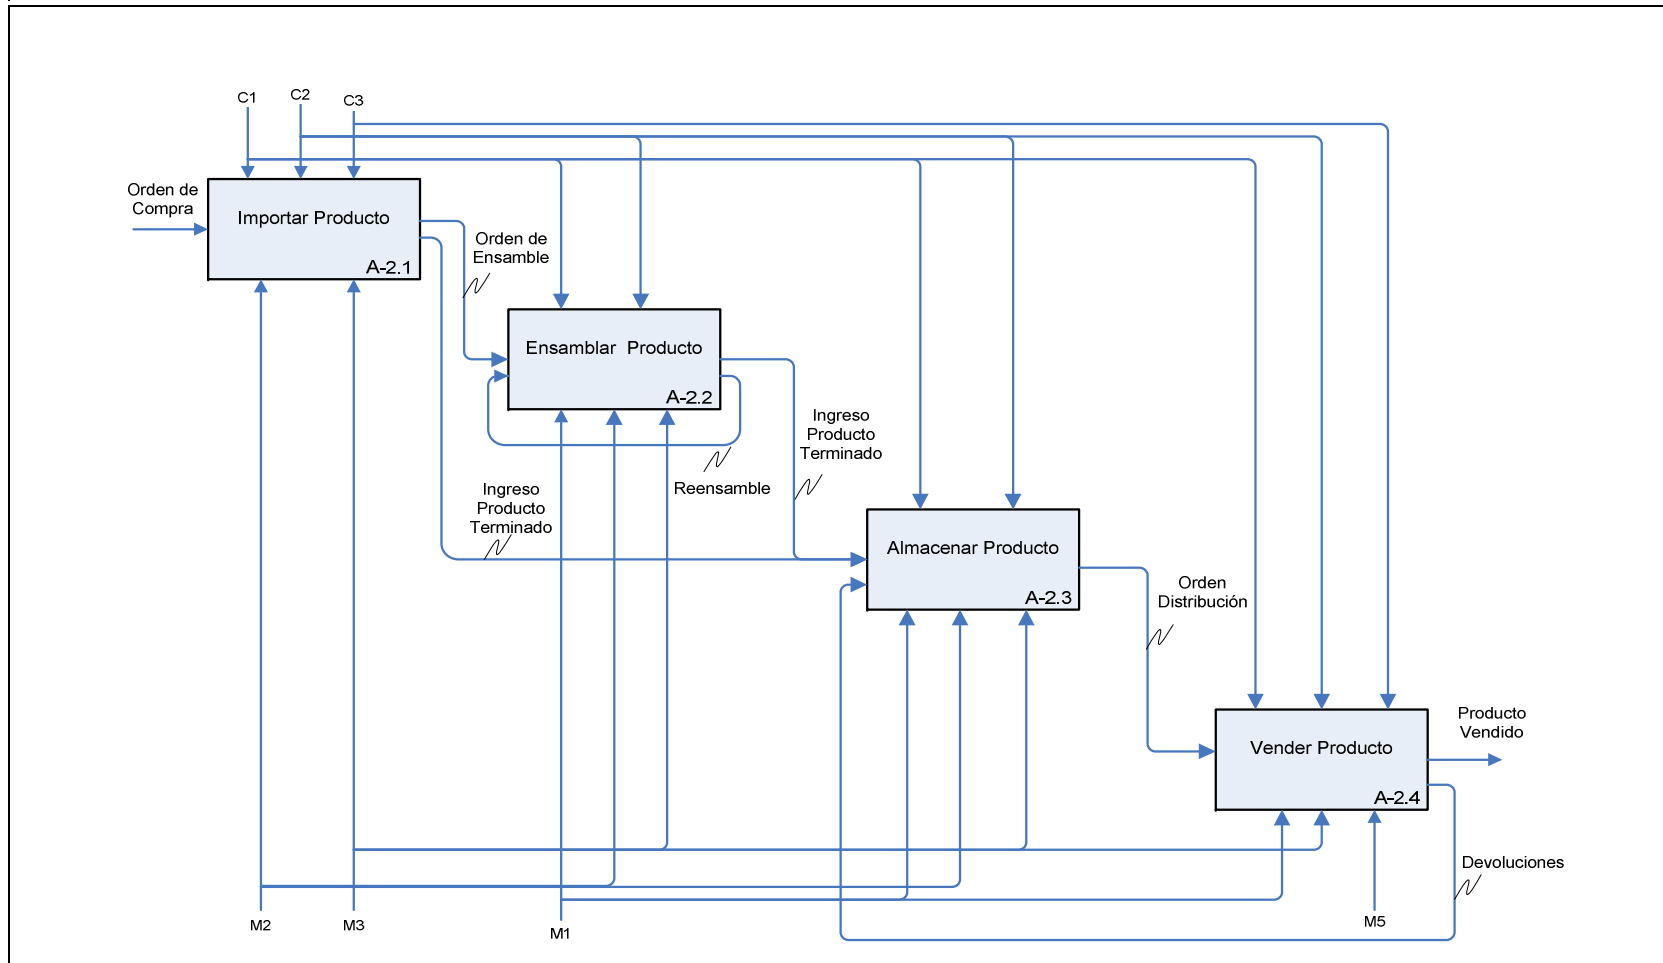 C1
C2
C3
Orden de
Compra
Importar Producto
A-2.1
Orden de
Ensamble
Ensamblar Producto
A-2.2
Ingreso
Producto
Terminado
Reensamble
Ingreso
Producto
Terminado
Almacenar Producto
A-2.3
Orden
Distribución
Producto
Vendido
Vender Producto
A-2.4
Devoluciones
M2
M3
M1
M5